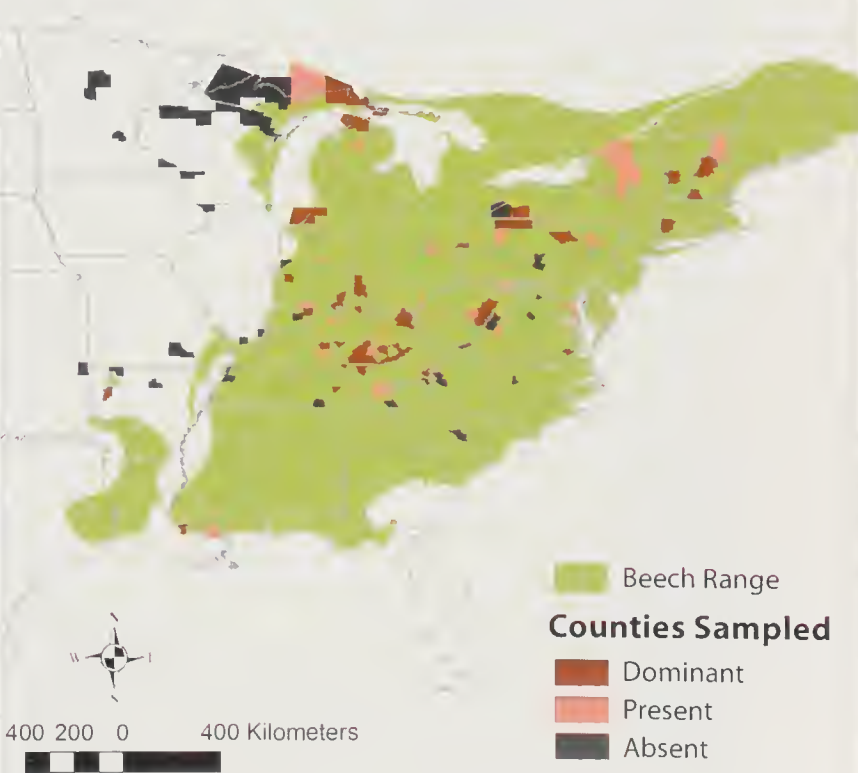 Beech Range
Counties Sampled
Dominant
Present
Absent
W
400 200 0 400 Kilometers